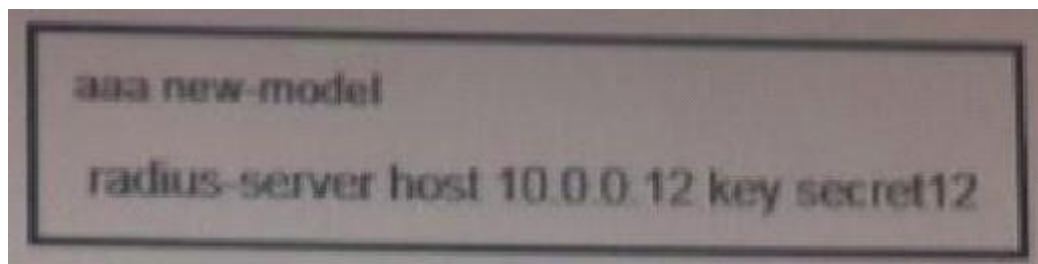 aaa new-model
radius-server host 10.0.0.12 key secret12